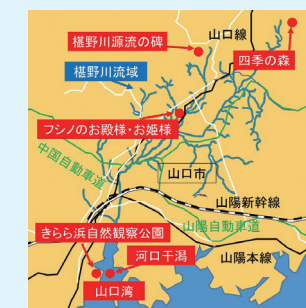 山口線
椹野川源流の碑
四季の森
椹野川流域
フシノのお殿様・お姫様
中国自動車道
山口市
山陽新幹線
きらら浜自然観察公園
山陽自動車道
河口干潟
山陽本線
山口湾